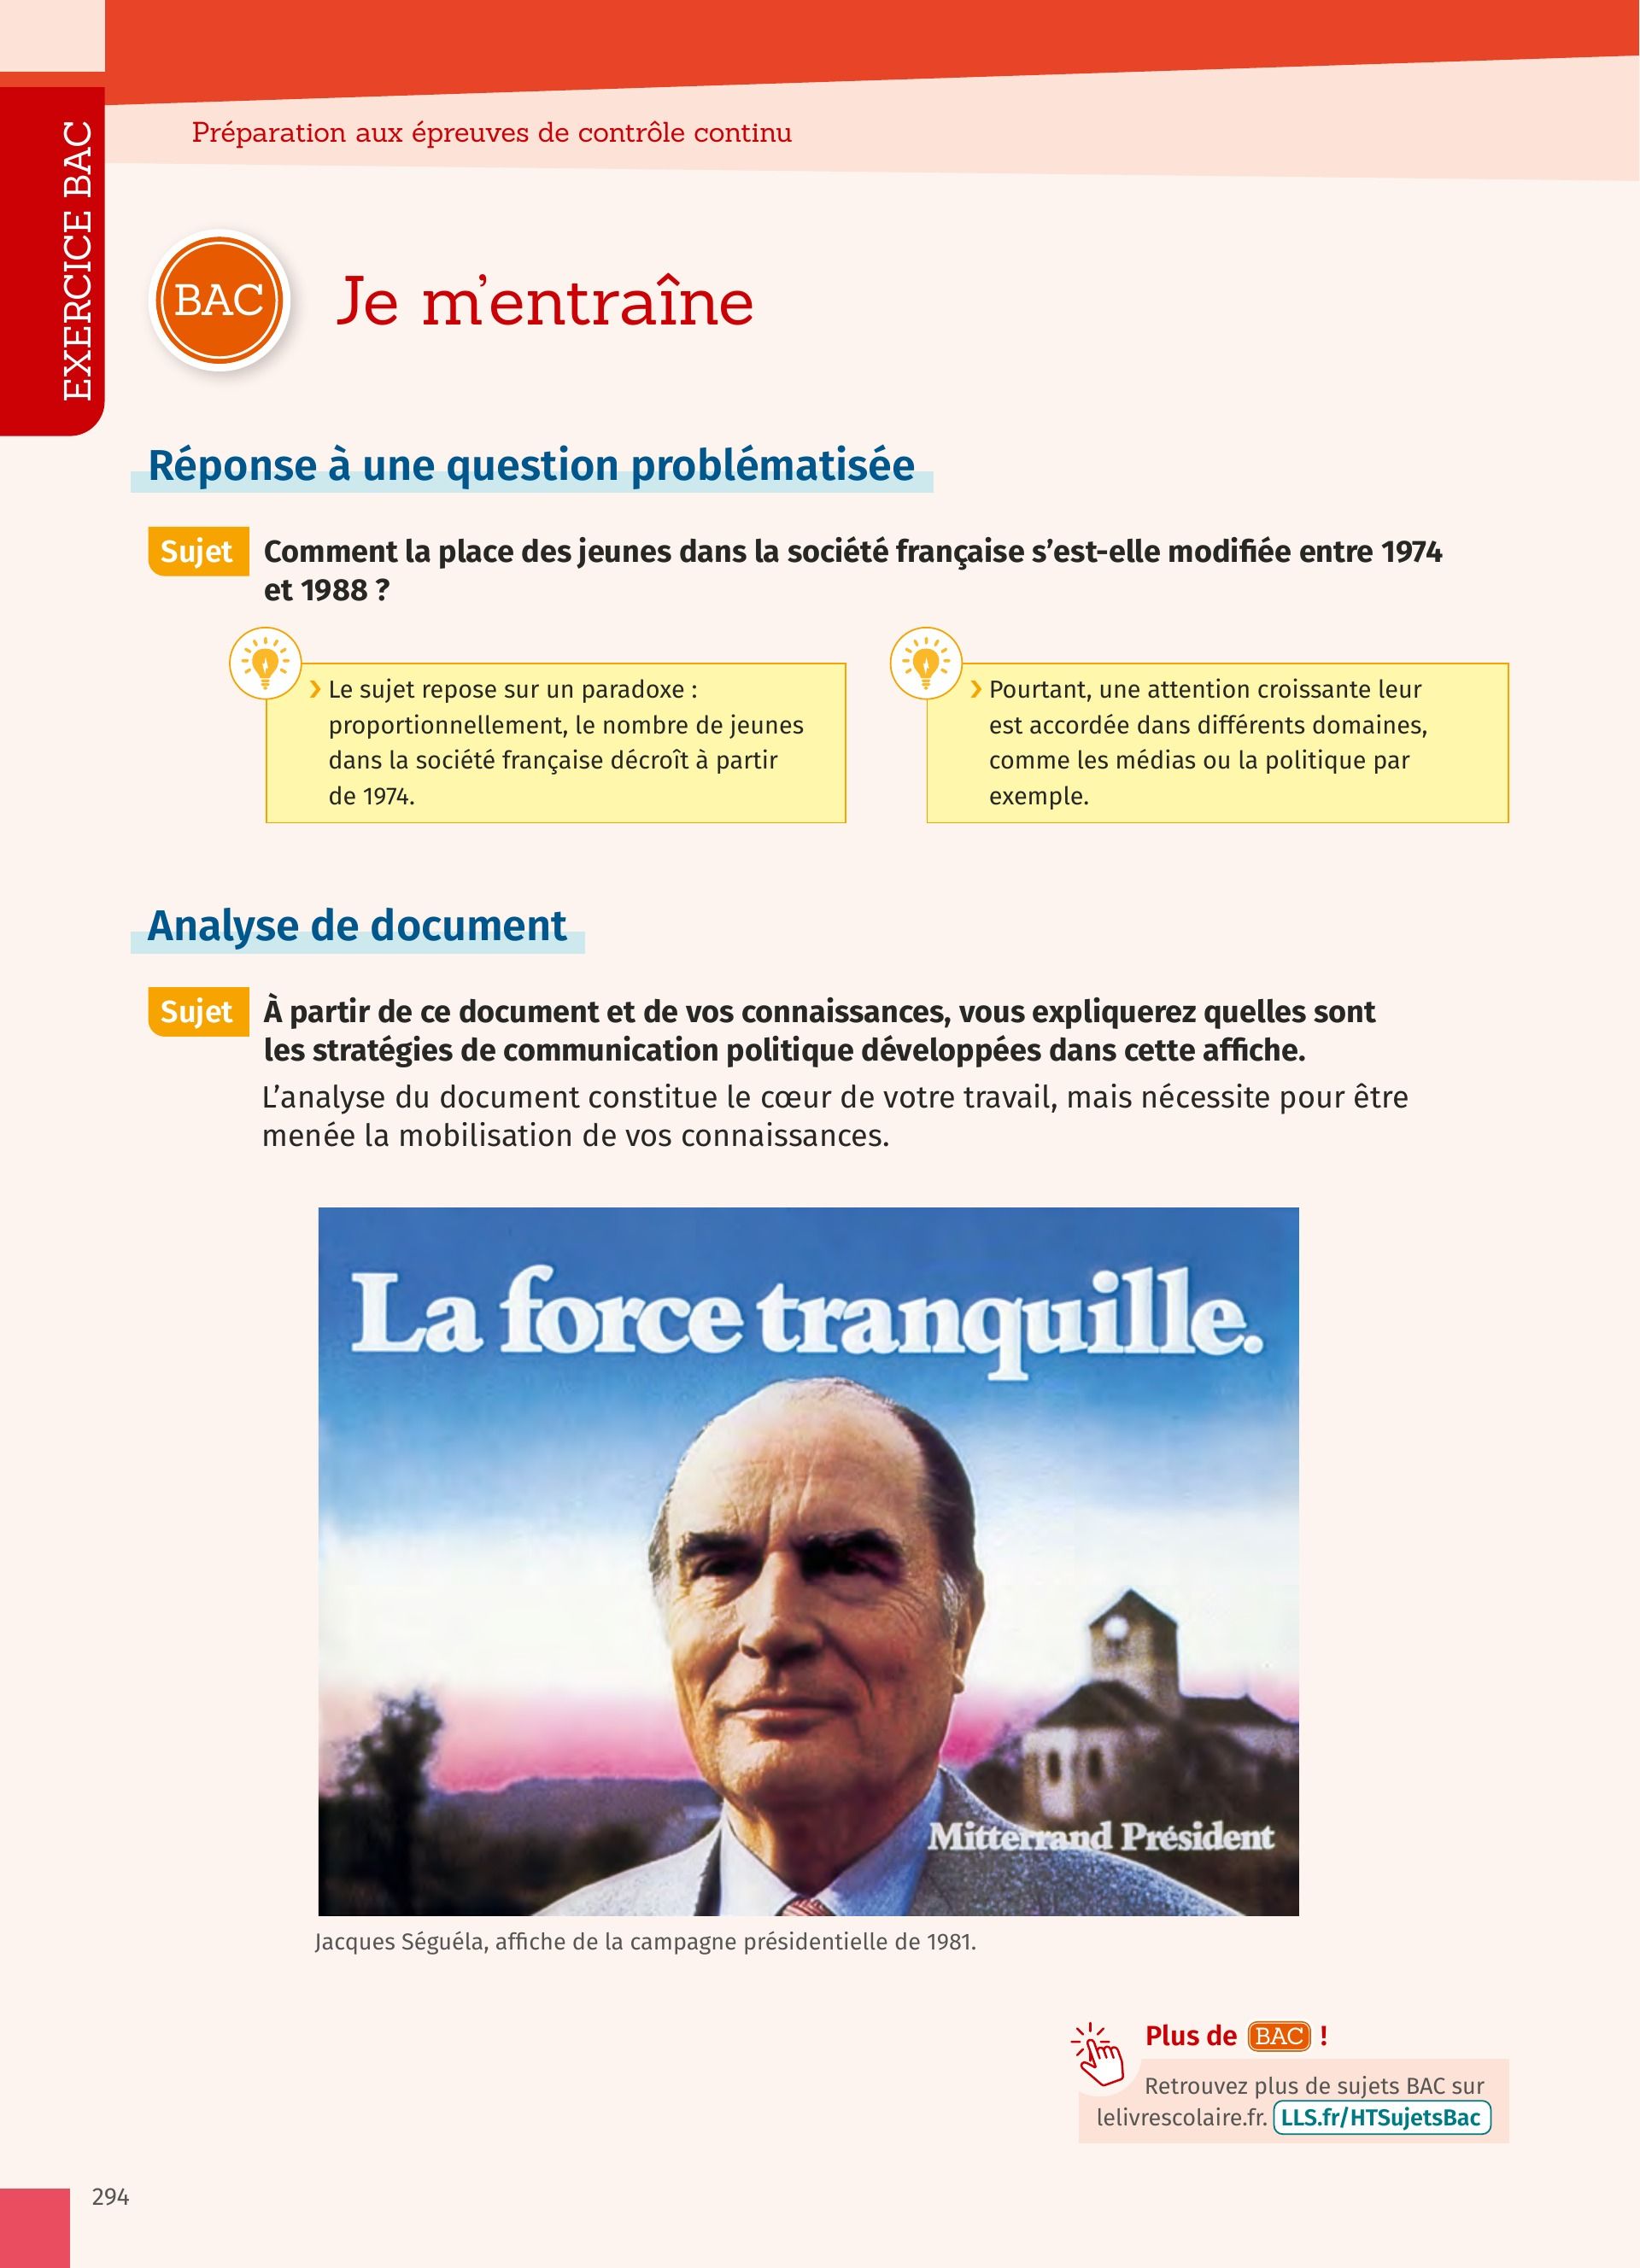 Préparation aux épreuves de contrôle continu
EXERCICE BAC
BAC
Je m’entraîne
Réponse à une question problématisée
Sujet
Comment la place des jeunes dans la société française s’est-elle modifiée entre 1974
et 1988 ?
› Le sujet repose sur un paradoxe :
proportionnellement, le nombre de jeunes
dans la société française décroît à partir
de 1974.
› Pourtant, une attention croissante leur
est accordée dans différents domaines,
comme les médias ou la politique par
exemple.
Analyse de document
Sujet
À partir de ce document et de vos connaissances, vous expliquerez quelles sont
les stratégies de communication politique développées dans cette affiche.
L’analyse du document constitue le cœur de votre travail, mais nécessite pour être
menée la mobilisation de vos connaissances.
La force tranquille.
Mitterrand Président
Jacques Séguéla, affiche de la campagne présidentielle de 1981.
Plus de BAC !
Retrouvez plus de sujets BAC sur
lelivrescolaire.fr. LLS.fr/HTSujetsBac
294